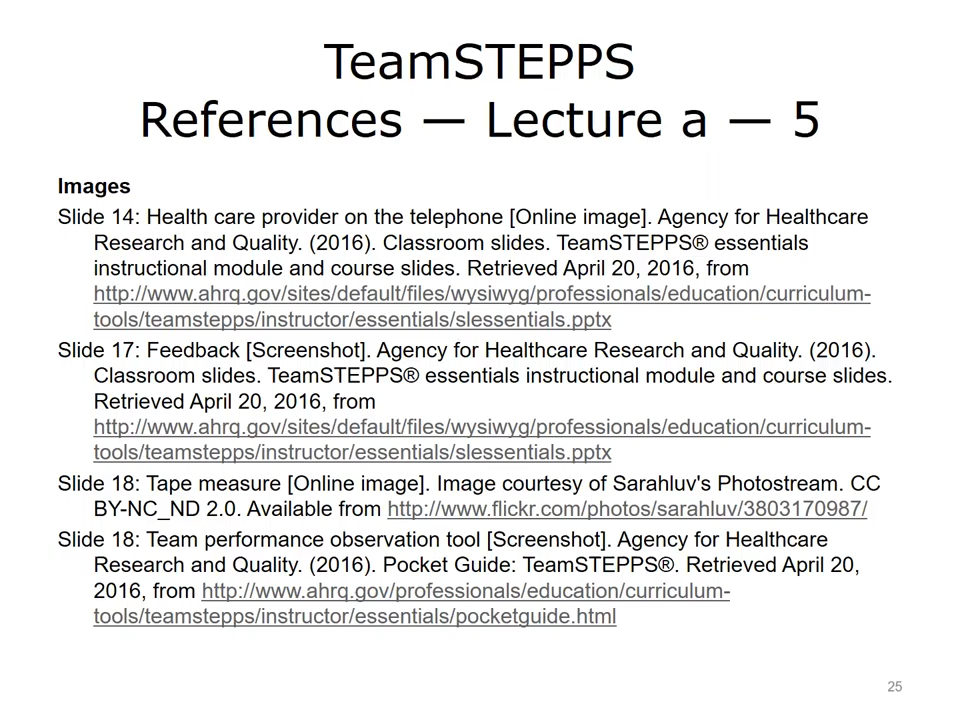 TeamSTEPPS
References — Lecture a — 5
Images
Slide 14: Health care provider on the telephone [Online image]. Agency for Healthcare
Research and Quality. (2016). Classroom slides. TeamSTEPPS® essentials
instructional module and course slides. Retrieved April 20, 2016, from
http://www.ahrq.gov/sites/default/files/wysiwyg/professionals/education/curriculum-
tools/teamstepps/instructor/essentials/slessentials.pptx
Slide 17: Feedback [Screenshot]. Agency for Healthcare Research and Quality. (2016).
Classroom slides. TeamSTEPPS® essentials instructional module and course slides.
Retrieved April 20, 2016, from
http://www.ahrq.gov/sites/default/files/wysiwyg/professionals/education/curriculum-
tools/teamstepps/instructor/essentials/slessentials.pptx
Slide 18: Tape measure [Online image]. Image courtesy of Sarahluv's Photostream. CC
BY-NC_ND 2.0. Available from http://www.flickr.com/photos/sarahluv/3803170987/
Slide 18: Team performance observation tool [Screenshot]. Agency for Healthcare
Research and Quality. (2016). Pocket Guide: TeamSTEPPS®. Retrieved April 20,
2016, from http://www.ahrq.gov/professionals/education/curriculum-
tools/teamstepps/instructor/essentials/pocketguide.html
25